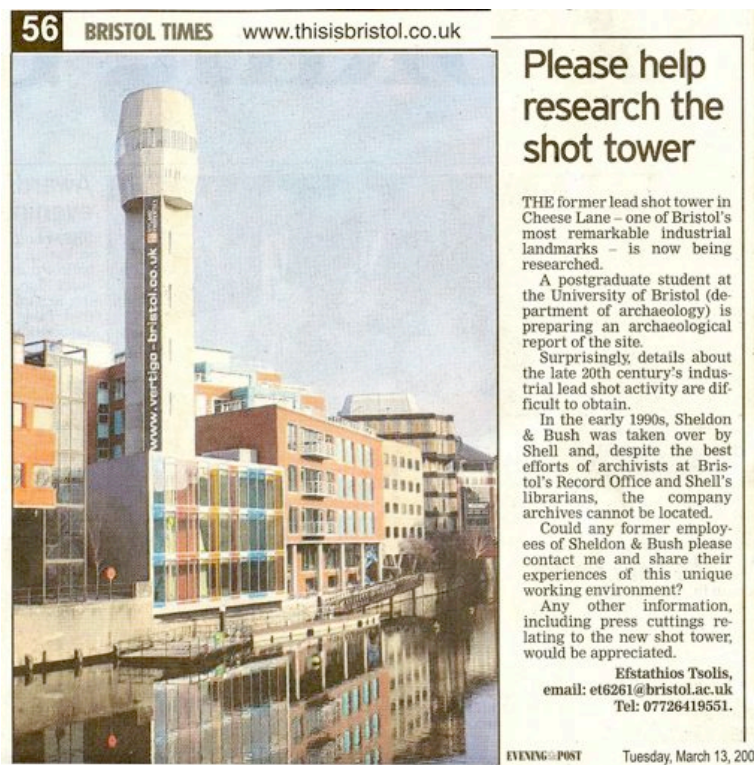 56 BRISTOL TIMES www.thisisbristol.co.uk
www.vertigo-bristol.co.uk
Please help
research the
shot tower
THE former lead shot tower in
Cheese Lane – one of Bristol's
most remarkable industrial
landmarks – is now being
researched.
A postgraduate student at
the University of Bristol (de-
partment of archaeology) is
preparing an archaeological
report of the site.
Surprisingly, details about
the late 20th century's indus-
trial lead shot activity are dif-
ficult to obtain.
In the early 1990s, Sheldon
& Bush was taken over by
Shell and, despite the best
efforts of archivists at Bris-
tol's Record Office and Shell's
librarians, the company
archives cannot be located.
Could any former employ-
ees of Sheldon & Bush please
contact me and share their
experiences of this unique
working environment?
Any other information,
including press cuttings re-
lating to the new shot tower,
would be appreciated.
Efstathios Tsolis,
email: et6261@bristol.ac.uk
Tel: 07726419551.
EVENING POST Tuesday, March 13, 200